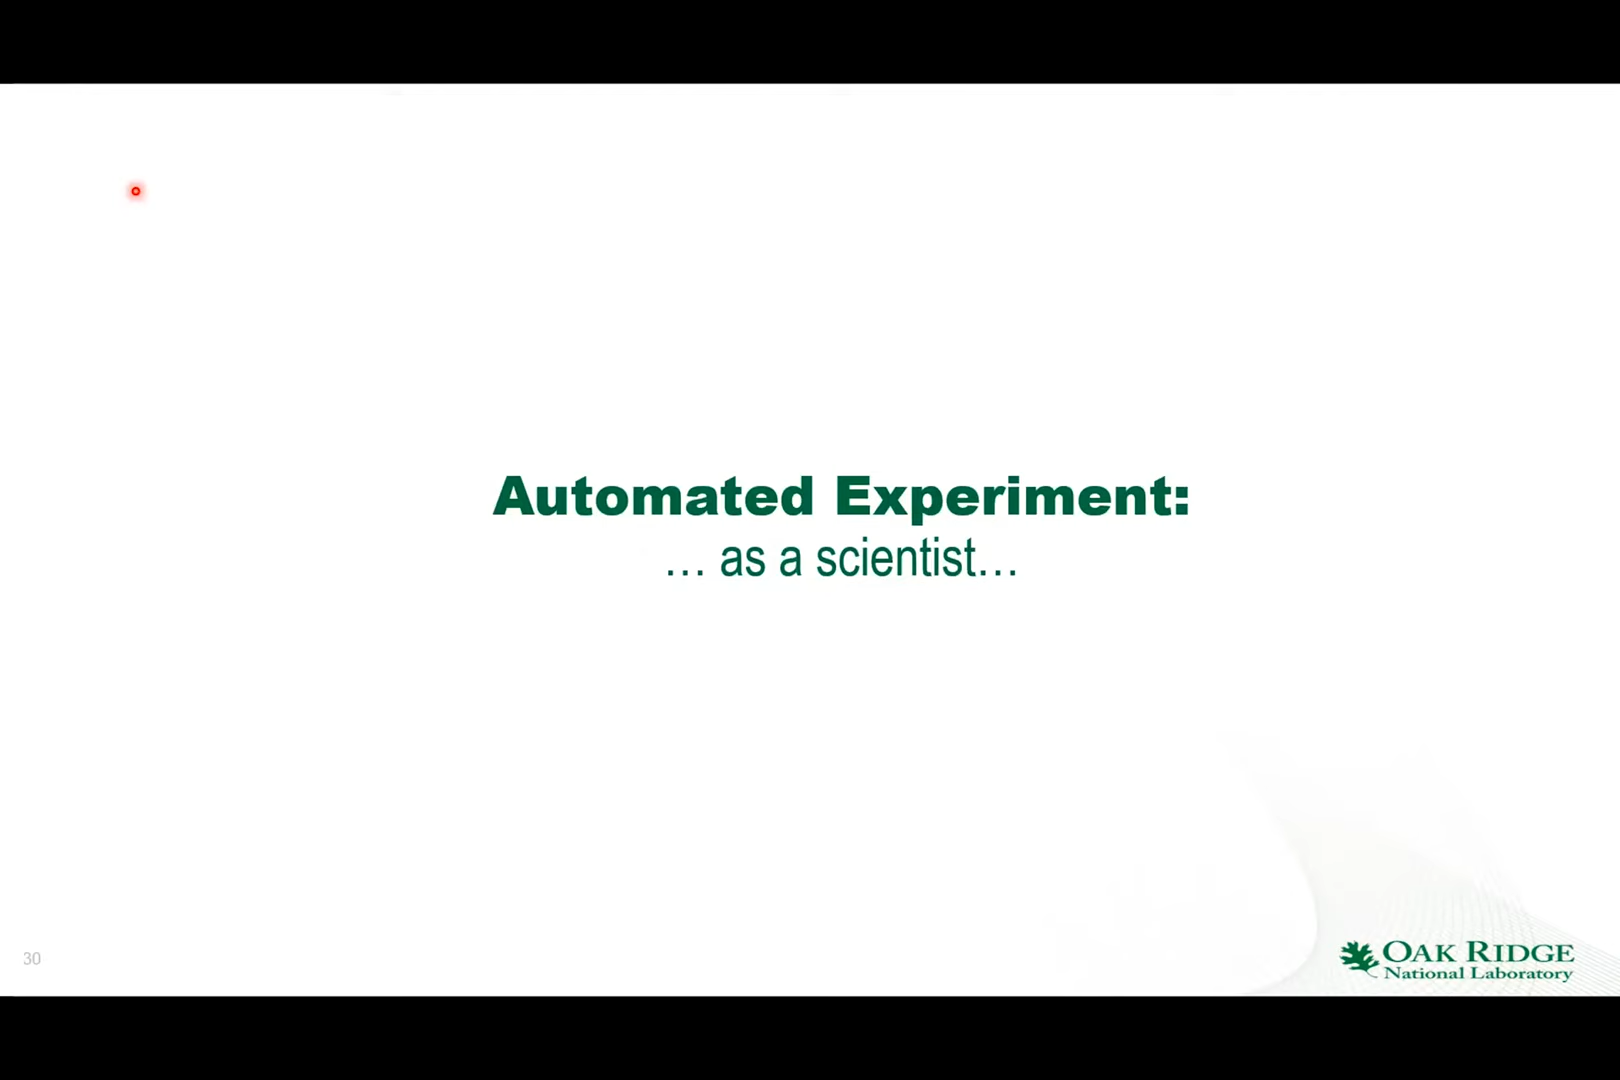 Automated Experiment:
… as a scientist…
30
OAK RIDGE
National Laboratory